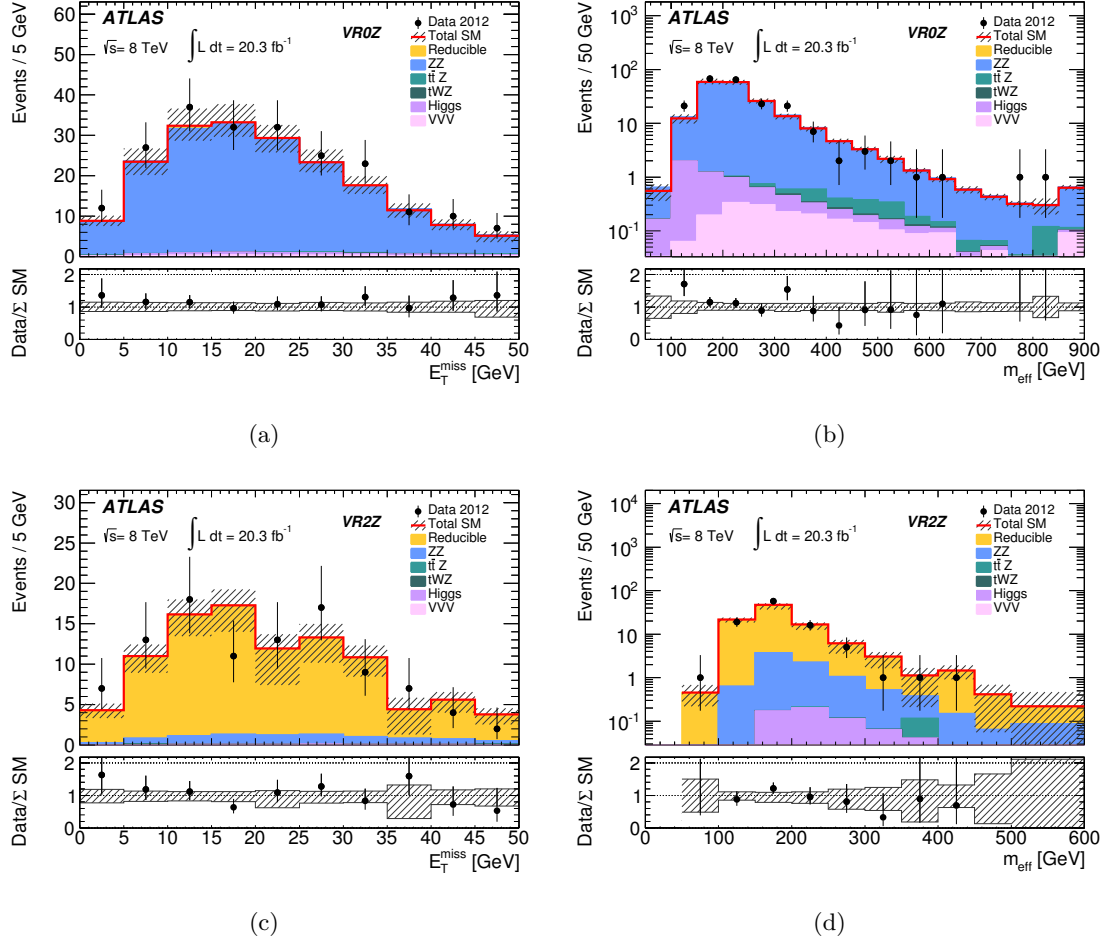 ATLAS
√s= 8 TeV ∫ L dt = 20.3 fb⁻¹ VR0Z
Data 2012
Total SM
Reducible
ZZ
tt̄ Z
tWZ
Higgs
VVV
Events / 5 GeV
60
50
40
30
20
10
0
Data/Σ SM
2
1
0
0 5 10 15 20 25 30 35 40 45 50
E_T^miss [GeV]
(a)
ATLAS
√s= 8 TeV ∫ L dt = 20.3 fb⁻¹ VR0Z
Data 2012
Total SM
Reducible
ZZ
tt̄ Z
tWZ
Higgs
VVV
Events / 50 GeV
10³
10²
10
1
10⁻¹
Data/Σ SM
2
1
0
100 200 300 400 500 600 700 800 900
m_eff [GeV]
(b)
ATLAS
√s= 8 TeV ∫ L dt = 20.3 fb⁻¹ VR2Z
Data 2012
Total SM
Reducible
ZZ
tt̄ Z
tWZ
Higgs
VVV
Events / 5 GeV
30
25
20
15
10
5
0
Data/Σ SM
2
1
0
0 5 10 15 20 25 30 35 40 45 50
E_T^miss [GeV]
(c)
ATLAS
√s= 8 TeV ∫ L dt = 20.3 fb⁻¹ VR2Z
Data 2012
Total SM
Reducible
ZZ
tt̄ Z
tWZ
Higgs
VVV
Events / 50 GeV
10⁴
10³
10²
10
1
10⁻¹
Data/Σ SM
2
1
0
0 100 200 300 400 500 600
m_eff [GeV]
(d)